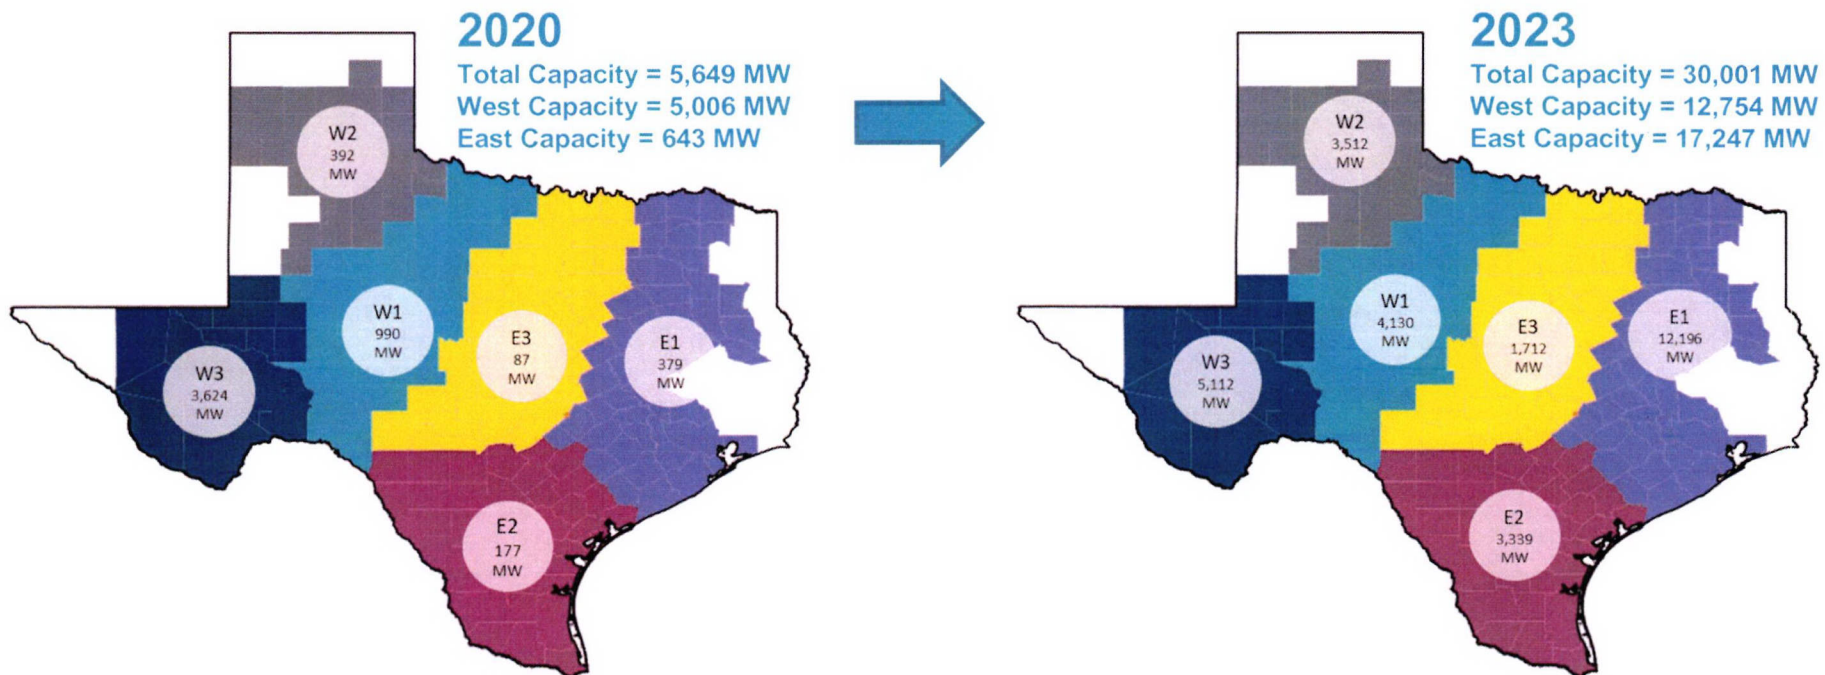 2020
Total Capacity = 5,649 MW
West Capacity = 5,006 MW
East Capacity = 643 MW
W2
392
MW
W1
990
MW
E3
87
MW
E1
379
MW
W3
3,624
MW
E2
177
MW
2023
Total Capacity = 30,001 MW
West Capacity = 12,754 MW
East Capacity = 17,247 MW
W2
3,512
MW
W1
4,130
MW
E3
1,712
MW
E1
12,196
MW
W3
5,112
MW
E2
3,339
MW